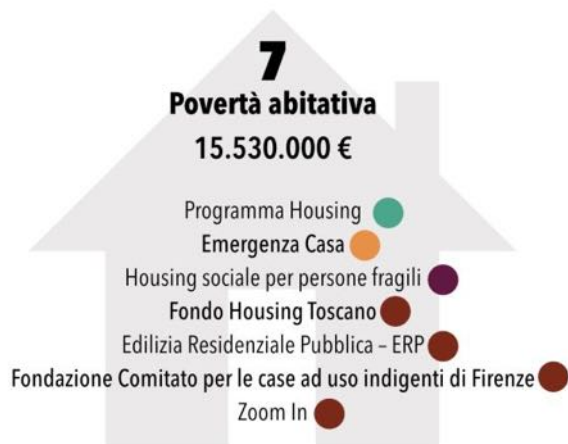 7
Povertà abitativa
15.530.000 €
Programma Housing
Emergenza Casa
Housing sociale per persone fragili
Fondo Housing Toscano
Edilizia Residenziale Pubblica – ERP
Fondazione Comitato per le case ad uso indigenti di Firenze
Zoom In